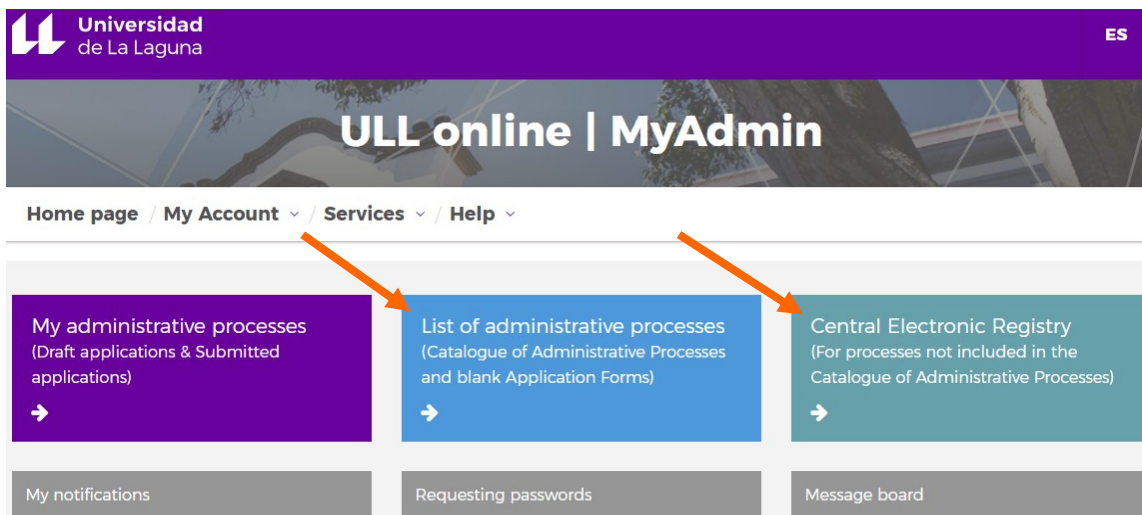 Universidad
de La Laguna
ES
ULL online | MyAdmin
Home page / My Account / Services / Help
My administrative processes
(Draft applications & Submitted
applications)
List of administrative processes
(Catalogue of Administrative Processes
and blank Application Forms)
Central Electronic Registry
(For processes not included in the
Catalogue of Administrative Processes)
My notifications
Requesting passwords
Message board